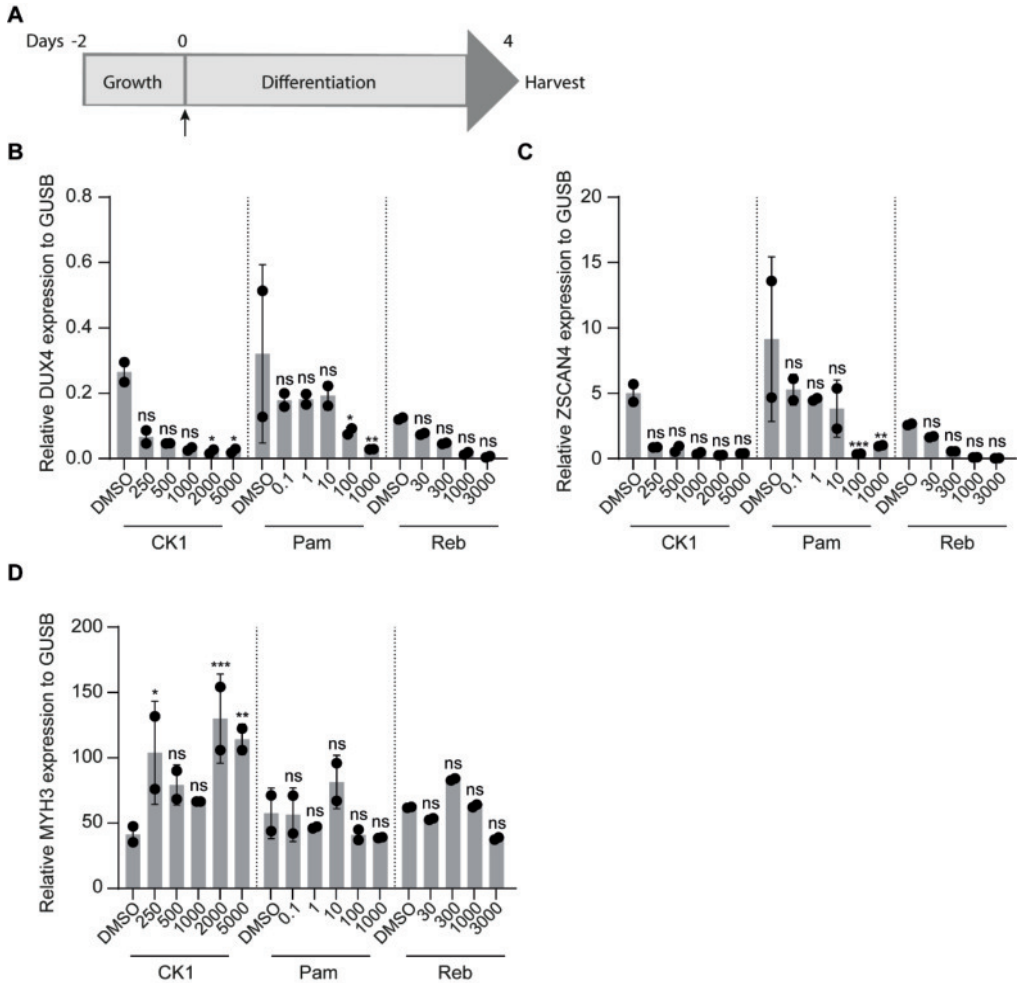 A
Days -2 0 4
Growth Differentiation Harvest
B
Relative DUX4 expression to GUSB
0.8
0.6
0.4
0.2
0.0
ns ns ns * * ns ns ns * ** ns ns ns ns
DMSO 250 500 1000 2000 5000 DMSO 0.1 1 10 100 1000 DMSO 30 300 1000 3000
CK1 Pam Reb
C
Relative ZSCAN4 expression to GUSB
20
15
10
5
0
ns ns ns ns ns ns ns ns *** ** ns ns ns ns
DMSO 250 500 1000 2000 5000 DMSO 0.1 1 10 100 1000 DMSO 30 300 1000 3000
CK1 Pam Reb
D
Relative MYH3 expression to GUSB
200
150
100
50
0
* ns ns *** ** ns ns ns ns ns ns ns ns ns
DMSO 250 500 1000 2000 5000 DMSO 0.1 1 10 100 1000 DMSO 30 300 1000 3000
CK1 Pam Reb